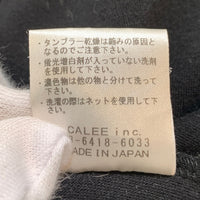 ・タンブラー乾燥は縮みの原因と
なるのでご注意下さい。
・蛍光増白剤が入っていない洗剤
を使用して下さい。
・濃色は他の物と分けて洗って
下さい。
・洗濯の際はネットを使用して下
さい。
CALEE inc.
-6418-6033
MADE IN JAPAN